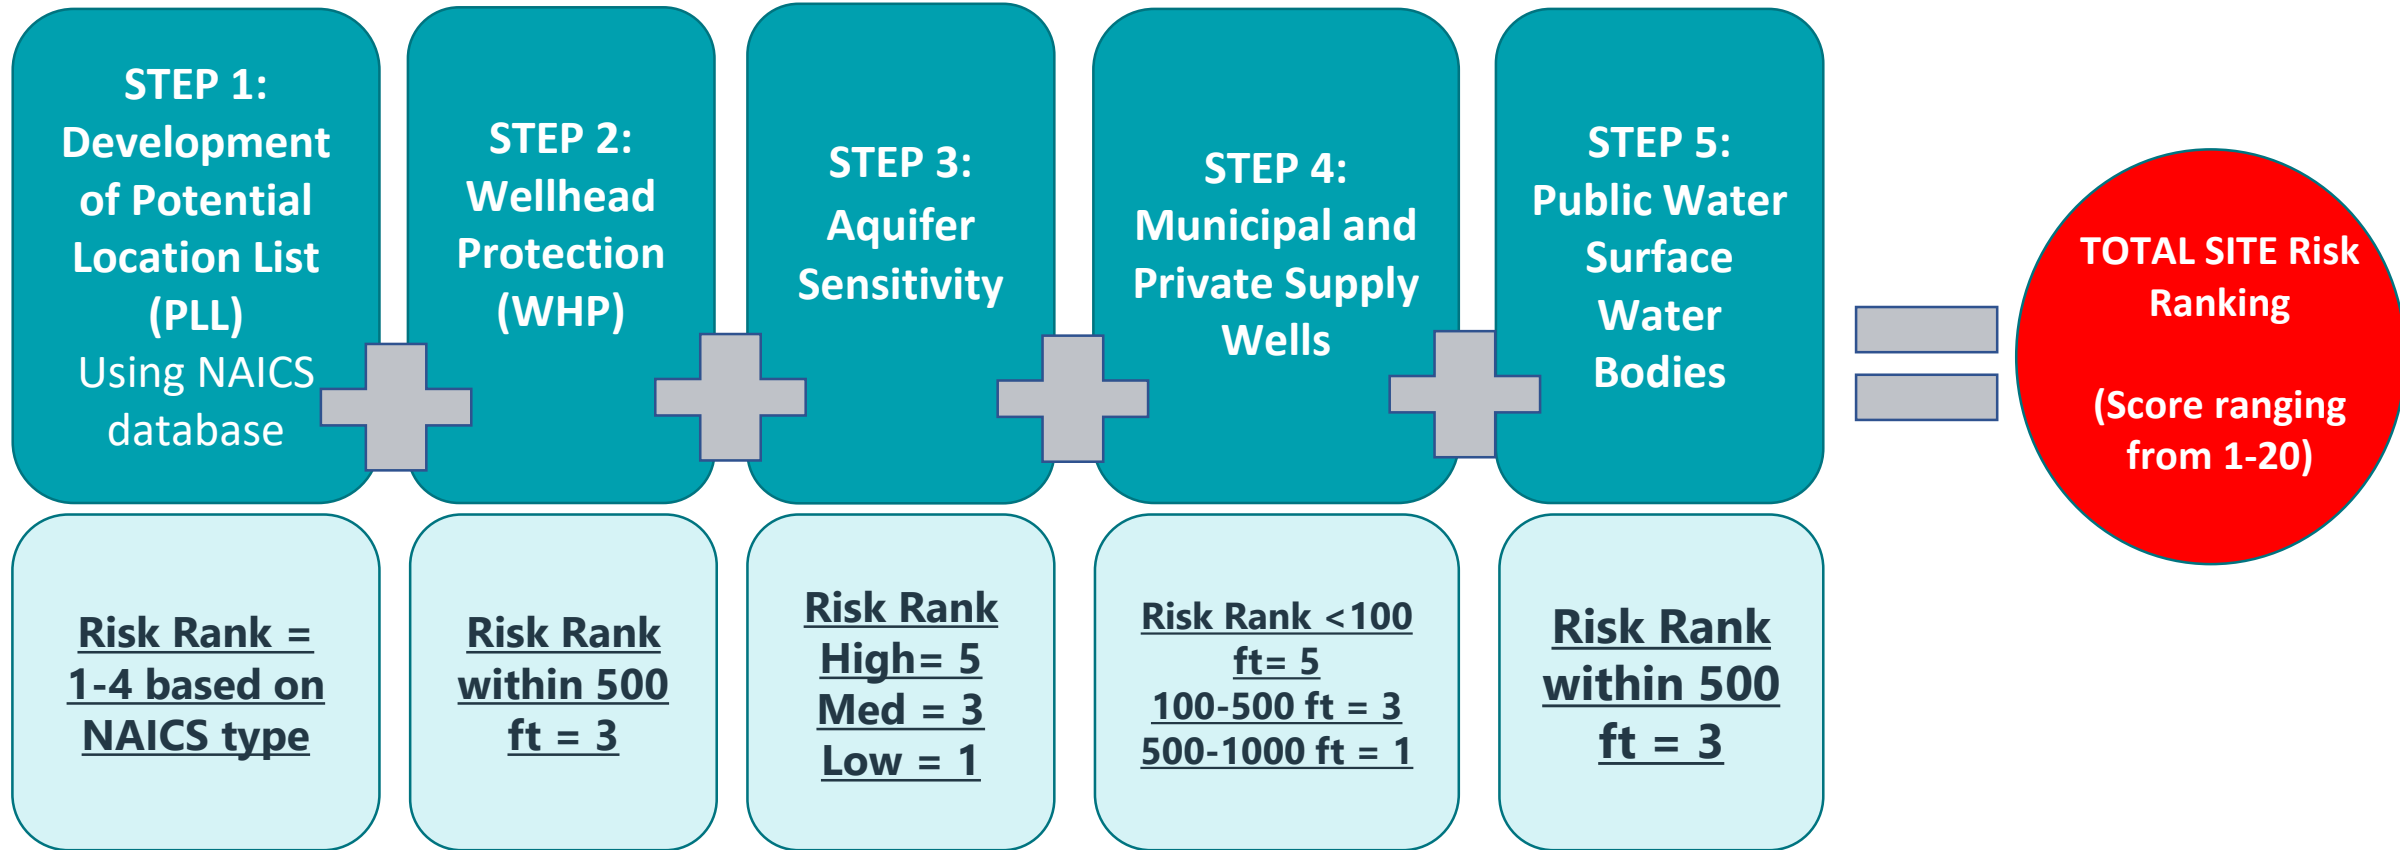 STEP 1:
Development
of Potential
Location List
(PLL)
Using NAICS
database
STEP 2:
Wellhead
Protection
(WHP)
STEP 3:
Aquifer
Sensitivity
STEP 4:
Municipal and
Private Supply
Wells
STEP 5:
Public Water
Surface
Water
Bodies
TOTAL SITE Risk
Ranking
(Score ranging
from 1-20)
Risk Rank =
1-4 based on
NAICS type
Risk Rank
within 500
ft = 3
Risk Rank
High= 5
Med = 3
Low = 1
Risk Rank <100
ft= 5
100-500 ft = 3
500-1000 ft = 1
Risk Rank
within 500
ft = 3